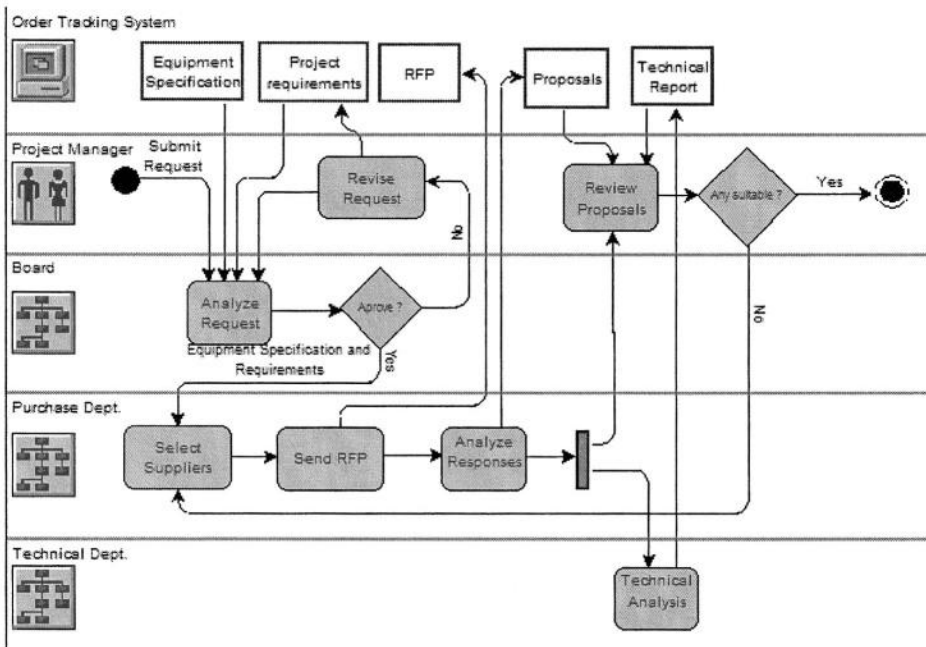 Order Tracking System
Equipment
Specification
Project
requirements
RFP
Proposals
Technical
Report
Project Manager
Submit
Request
Revise
Request
Review
Proposals
Any suitable ?
Yes
No
Board
Analyze
Request
Aprove ?
No
Equipment Specification and
Requirements
Yes
Purchase Dept.
Select
Suppliers
Send RFP
Analyze
Responses
Technical Dept.
Technical
Analysis